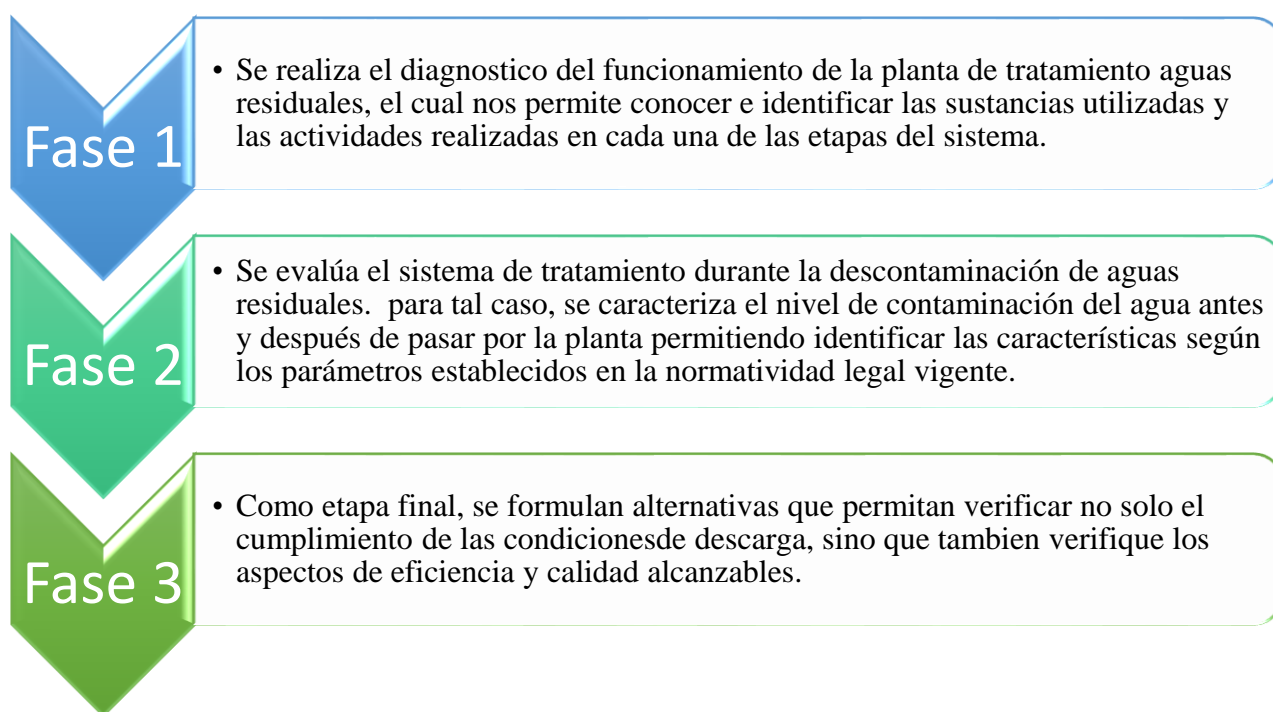 Fase 1
• Se realiza el diagnostico del funcionamiento de la planta de tratamiento aguas
residuales, el cual nos permite conocer e identificar las sustancias utilizadas y
las actividades realizadas en cada una de las etapas del sistema.
Fase 2
• Se evalúa el sistema de tratamiento durante la descontaminación de aguas
residuales.  para tal caso, se caracteriza el nivel de contaminación del agua antes
y después de pasar por la planta permitiendo identificar las características según
los parámetros establecidos en la normatividad legal vigente.
Fase 3
• Como etapa final, se formulan alternativas que permitan verificar no solo el
cumplimiento de las condicionesde descarga, sino que tambien verifique los
aspectos de eficiencia y calidad alcanzables.